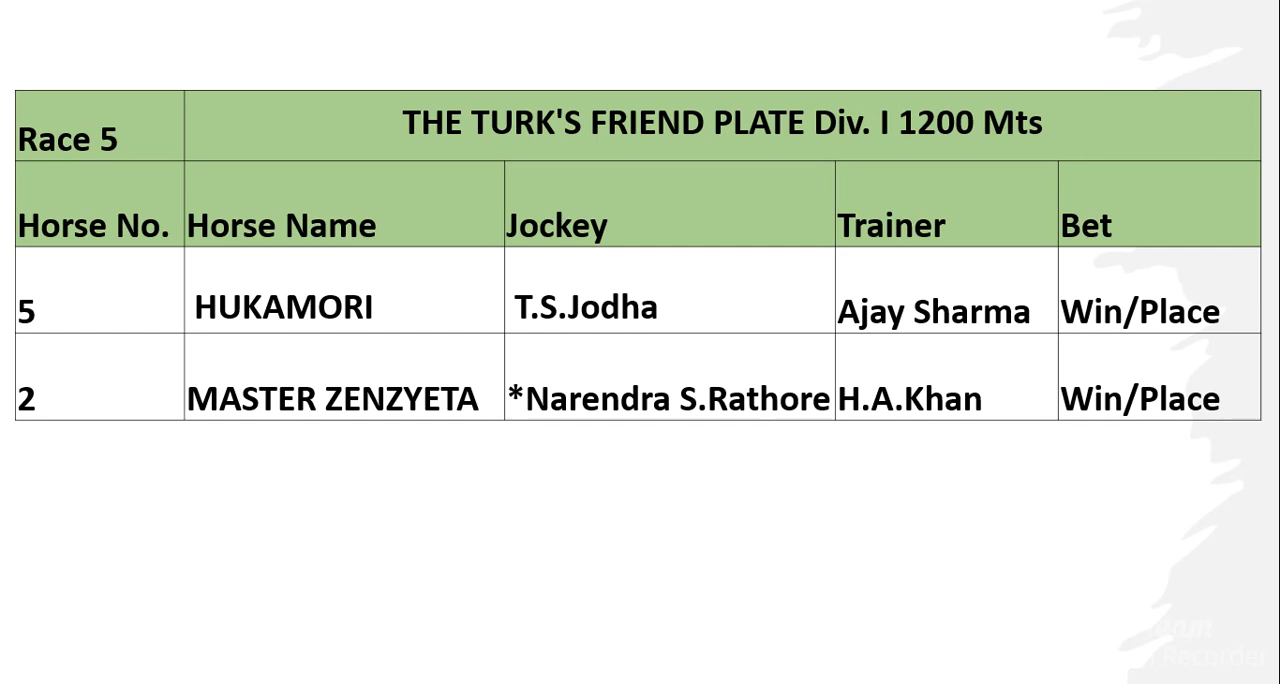 Race 5 THE TURK'S FRIEND PLATE Div. I 1200 Mts
Horse No. Horse Name Jockey Trainer Bet
5 HUKAMORI T.S.Jodha Ajay Sharma Win/Place
2 MASTER ZENZYETA *Narendra S.Rathore H.A.Khan Win/Place
Recorder